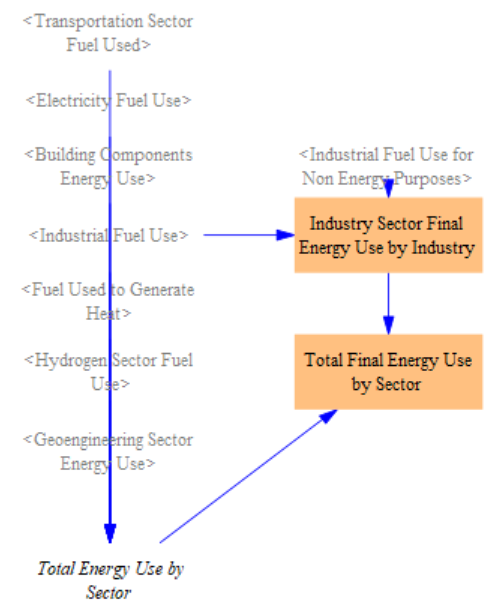 <Transportation Sector
Fuel Used>
<Electricity Fuel Use>
<Building Components
Energy Use>
<Industrial Fuel Use>
<Fuel Used to Generate
Heat>
<Hydrogen Sector Fuel
Use>
<Geoengineering Sector
Energy Use>
Total Energy Use by
Sector
<Industrial Fuel Use for
Non Energy Purposes>
Industry Sector Final
Energy Use by Industry
Total Final Energy Use
by Sector